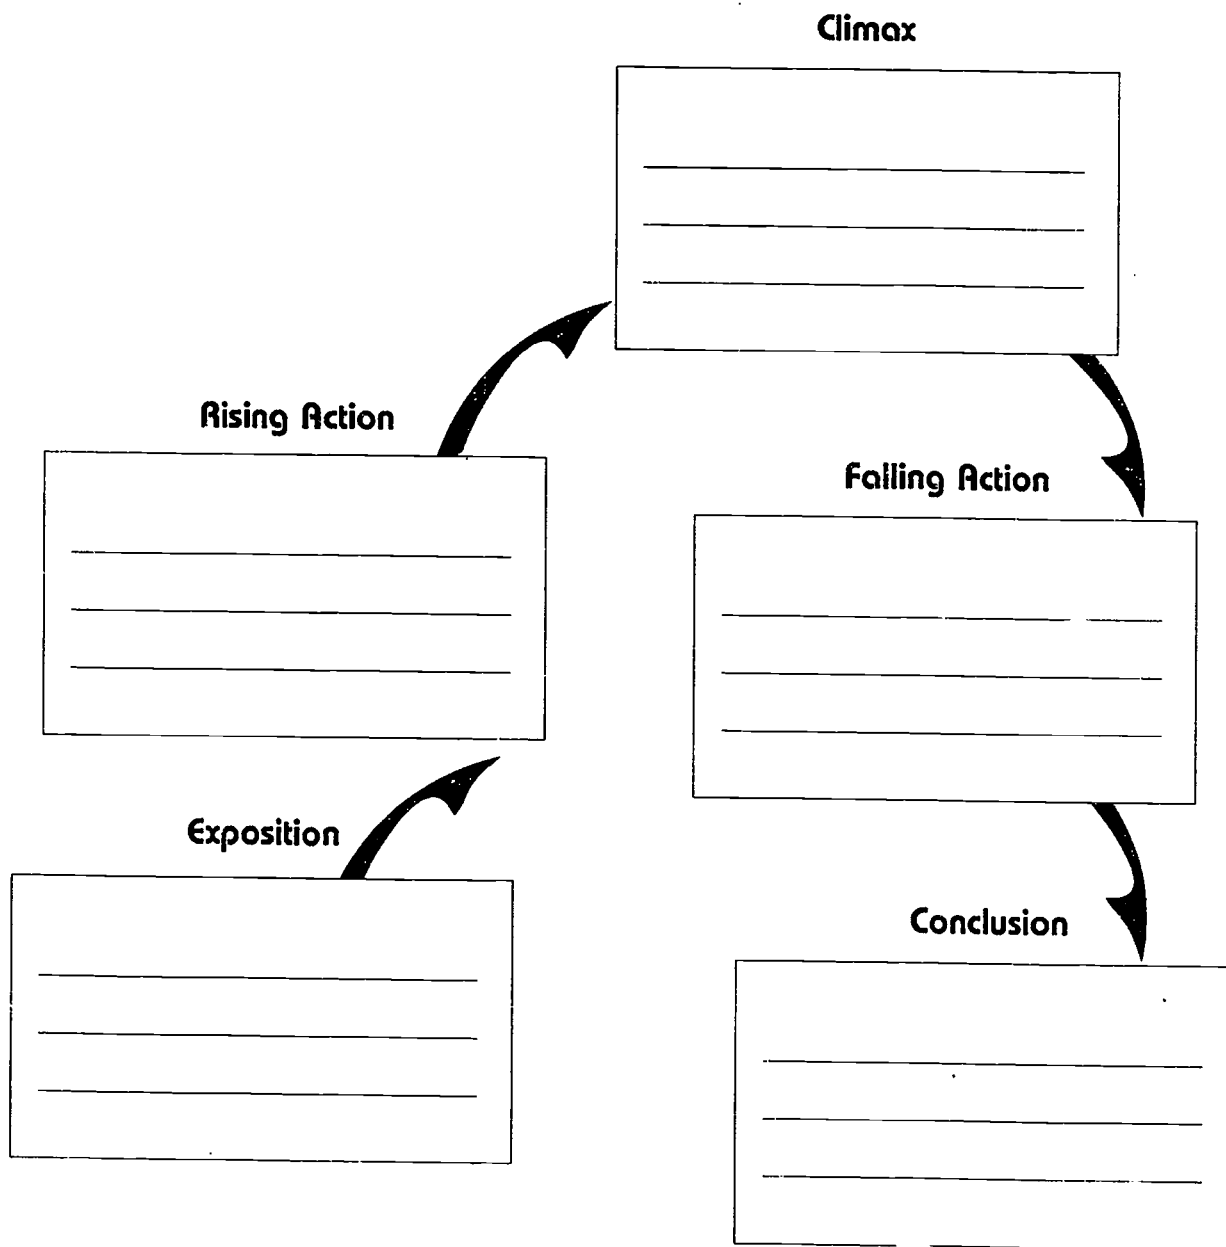 Climax
Rising Action
Falling Action
Exposition
Conclusion